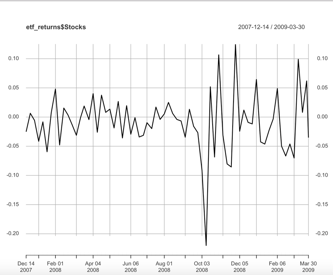 etf_returns$Stocks 2007-12-14 / 2009-03-30
0.10 0.10
0.05 0.05
0.00 0.00
-0.05 -0.05
-0.10 -0.10
-0.15 -0.15
-0.20 -0.20
Dec 14 Feb 01 Apr 04 Jun 06 Aug 01 Oct 03 Dec 05 Feb 06 Mar 30
2007 2008 2008 2008 2008 2008 2008 2009 2009